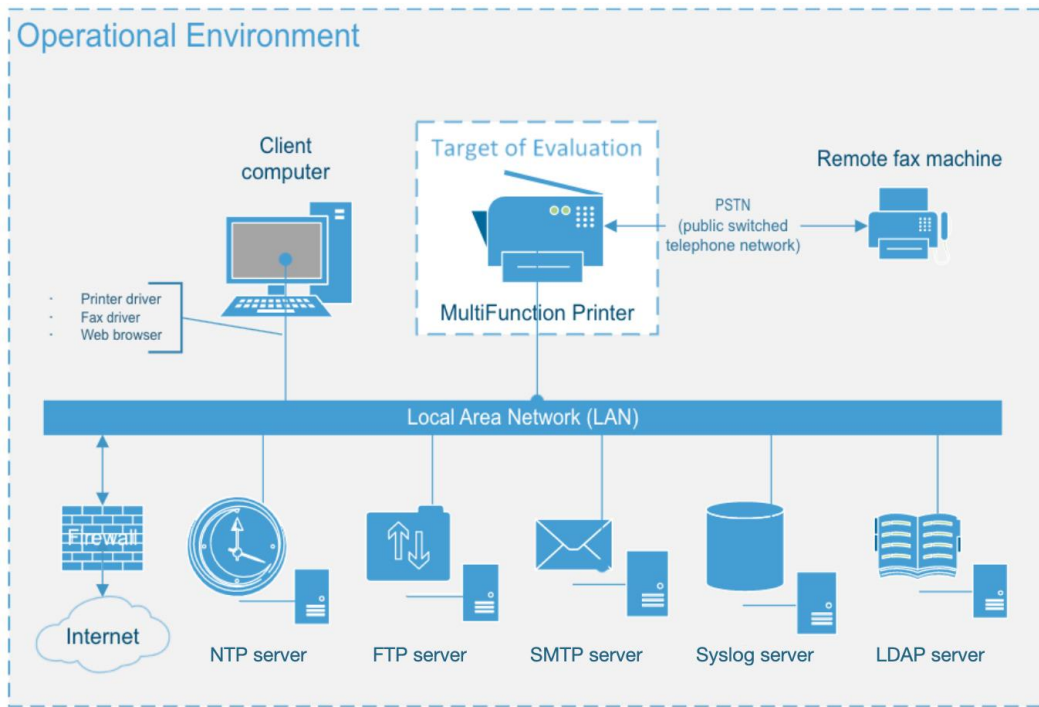 Operational Environment
Client
computer
Target of Evaluation
MultiFunction Printer
PSTN
(public switched
telephone network)
Remote fax machine
· Printer driver
· Fax driver
· Web browser
Local Area Network (LAN)
Firewall
Internet
NTP server
FTP server
SMTP server
Syslog server
LDAP server